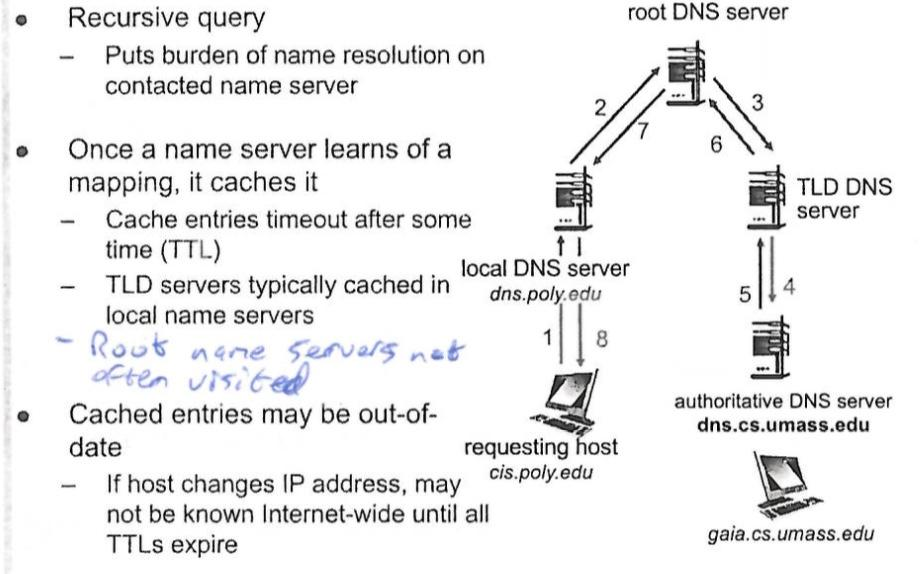 • Recursive query
– Puts burden of name resolution on
contacted name server
• Once a name server learns of a
mapping, it caches it
– Cache entries timeout after some
time (TTL)
– TLD servers typically cached in
local name servers
- Root name servers not
often visited
• Cached entries may be out-of-
date
– If host changes IP address, may
not be known Internet-wide until all
TTLs expire
root DNS server
2
3
7
6
TLD DNS
server
local DNS server
dns.poly.edu
5
4
1
8
authoritative DNS server
dns.cs.umass.edu
requesting host
cis.poly.edu
gaia.cs.umass.edu